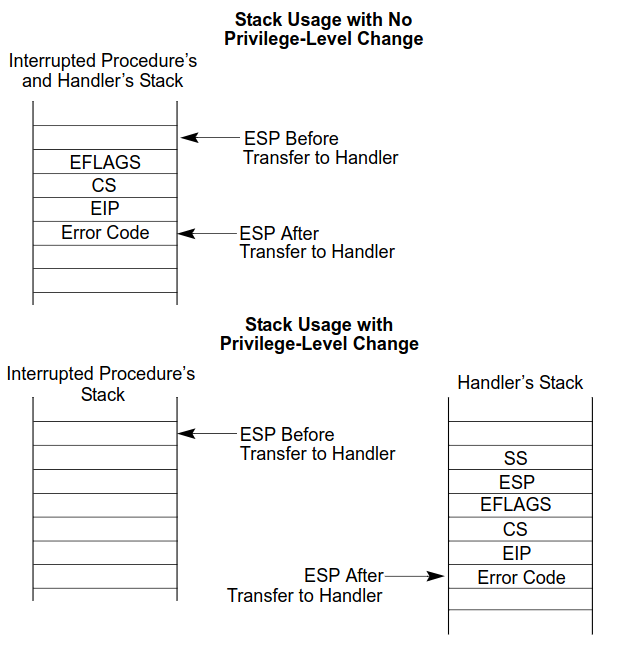 Stack Usage with No
Privilege-Level Change
Interrupted Procedure’s
and Handler’s Stack
ESP Before
Transfer to Handler
EFLAGS
CS
EIP
Error Code
ESP After
Transfer to Handler
Stack Usage with
Privilege-Level Change
Interrupted Procedure’s
Stack
Handler’s Stack
ESP Before
Transfer to Handler
SS
ESP
EFLAGS
CS
EIP
ESP After
Transfer to Handler
Error Code